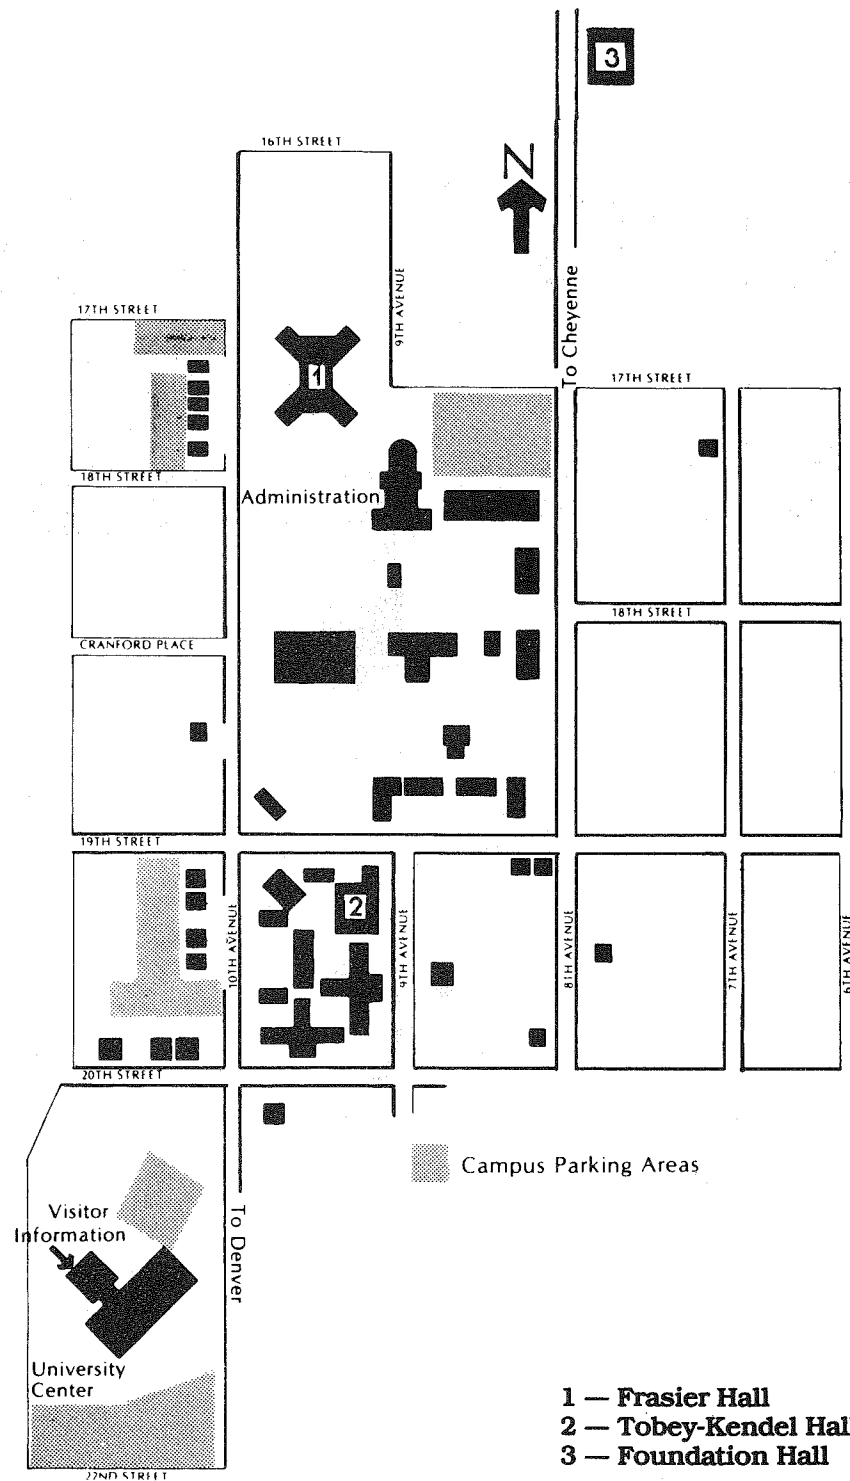 3
16TH STREET
N
9TH AVENUE
To Cheyenne
17TH STREET
1
17TH STREET
18TH STREET
Administration
18TH STREET
CRANFORD PLACE
19TH STREET
2
10TH AVENUE
9TH AVENUE
8TH AVENUE
7TH AVENUE
6TH AVENUE
20TH STREET
Campus Parking Areas
Visitor
Information
To Denver
University
Center
22ND STREET
1 — Frasier Hall
2 — Tobey-Kendel Hall
3 — Foundation Hall